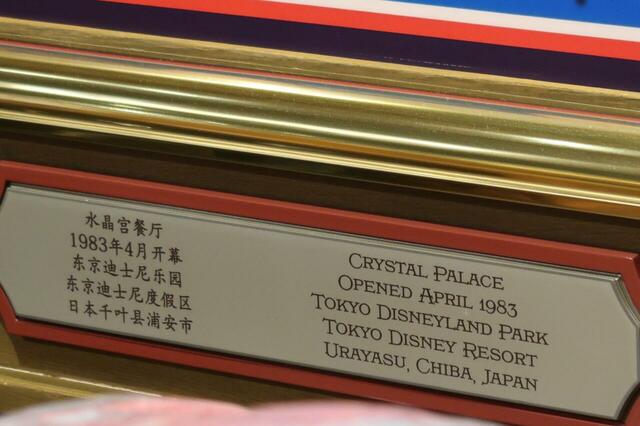 水晶宫餐厅
1983年4月开幕
东京迪士尼乐园
东京迪士尼度假区
日本千叶县浦安市
CRYSTAL PALACE
OPENED APRIL 1983
TOKYO DISNEYLAND PARK
TOKYO DISNEY RESORT
URAYASU, CHIBA, JAPAN